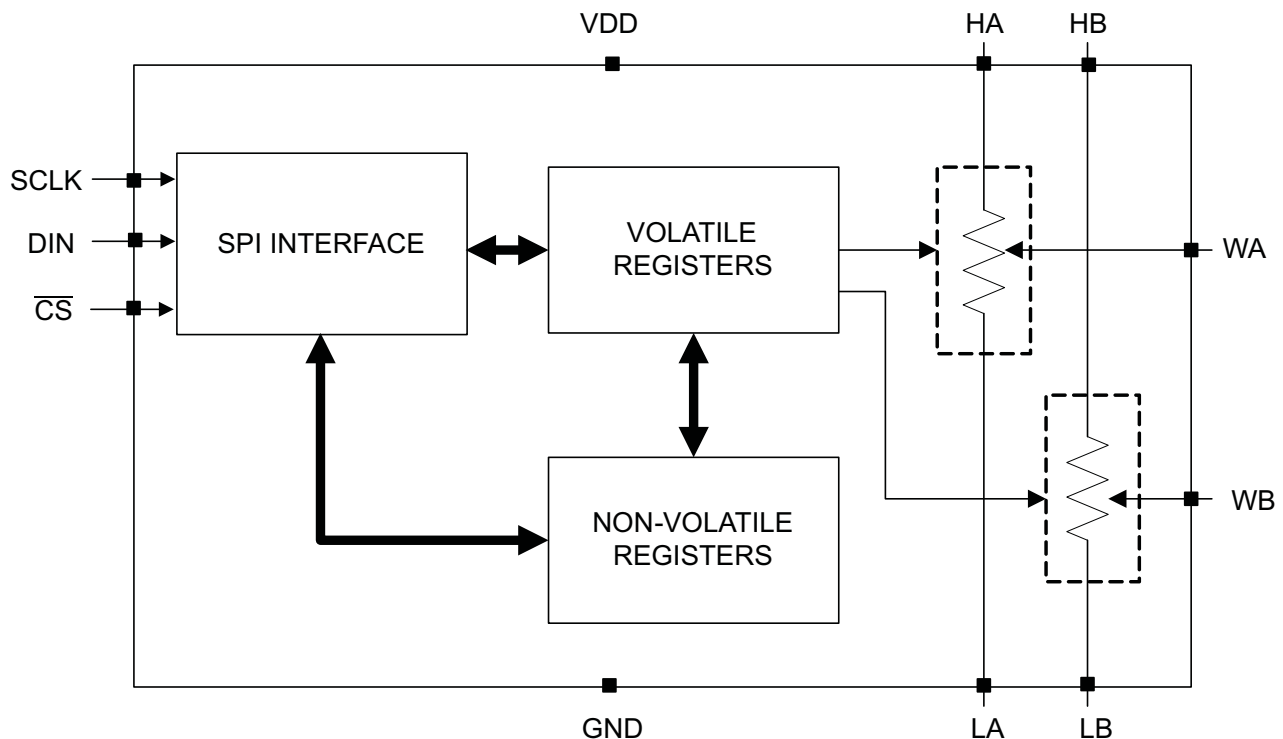 VDD
HA
HB
SCLK
DIN
CS
SPI INTERFACE
VOLATILE
REGISTERS
WA
NON-VOLATILE
REGISTERS
WB
GND
LA
LB